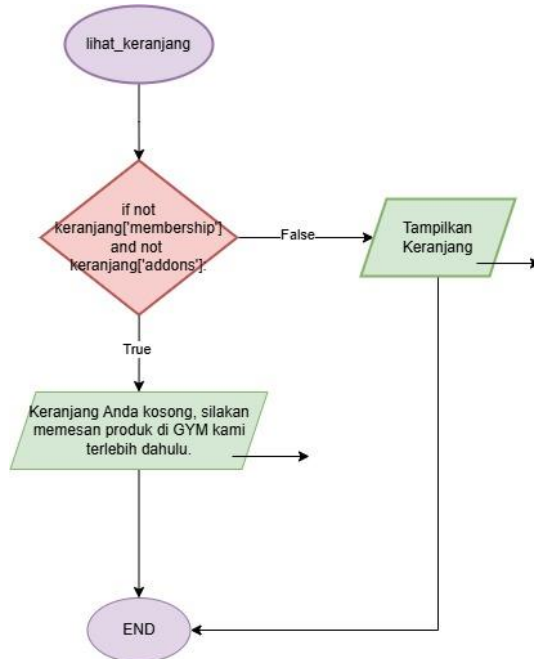 lihat_keranjang
if not
keranjang['membership']
and not
keranjang['addons']:
False
Tampilkan
Keranjang
True
Keranjang Anda kosong, silakan
memesan produk di GYM kami
terlebih dahulu.
END